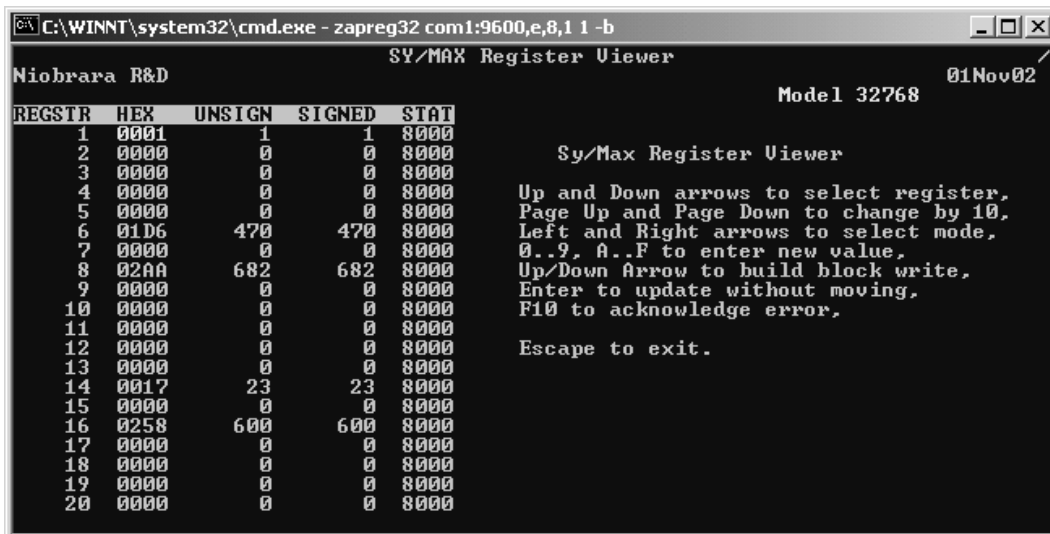 C:\WINNT\system32\cmd.exe - zapreg32 com1:9600,e,8,1 1 -b
SY/MAX Register Viewer /
Niobrara R&D 01Nov02
Model 32768
REGSTR HEX UNSIGN SIGNED STAT
1 0001 1 1 8000
2 0000 0 0 8000 Sy/Max Register Viewer
3 0000 0 0 8000
4 0000 0 0 8000 Up and Down arrows to select register,
5 0000 0 0 8000 Page Up and Page Down to change by 10,
6 01D6 470 470 8000 Left and Right arrows to select mode,
7 0000 0 0 8000 0..9, A..F to enter new value,
8 02AA 682 682 8000 Up/Down Arrow to build block write,
9 0000 0 0 8000 Enter to update without moving,
10 0000 0 0 8000 F10 to acknowledge error,
11 0000 0 0 8000
12 0000 0 0 8000 Escape to exit.
13 0000 0 0 8000
14 0017 23 23 8000
15 0000 0 0 8000
16 0258 600 600 8000
17 0000 0 0 8000
18 0000 0 0 8000
19 0000 0 0 8000
20 0000 0 0 8000